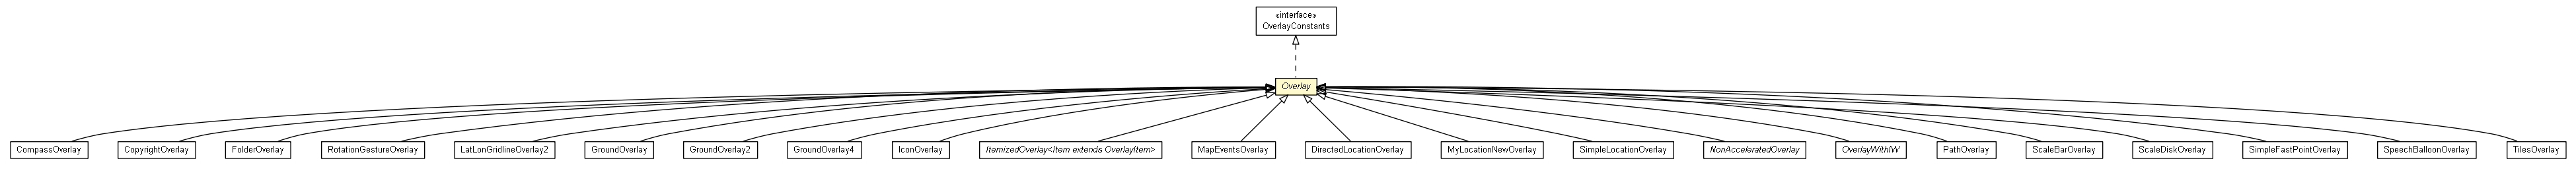 «interface»
OverlayConstants
Overlay
CompassOverlay
CopyrightOverlay
FolderOverlay
RotationGestureOverlay
LatLonGridlineOverlay2
GroundOverlay
GroundOverlay2
GroundOverlay4
IconOverlay
ItemizedOverlay<Item extends OverlayItem>
MapEventsOverlay
DirectedLocationOverlay
MyLocationNewOverlay
SimpleLocationOverlay
NonAcceleratedOverlay
OverlayWithIW
PathOverlay
ScaleBarOverlay
ScaleDiskOverlay
SimpleFastPointOverlay
SpeechBalloonOverlay
TilesOverlay